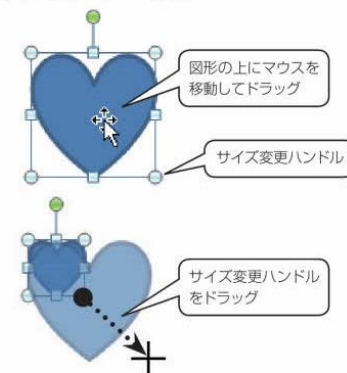 図形の上にマウスを
移動してドラッグ
サイズ変更ハンドル
サイズ変更ハンドル
をドラッグ